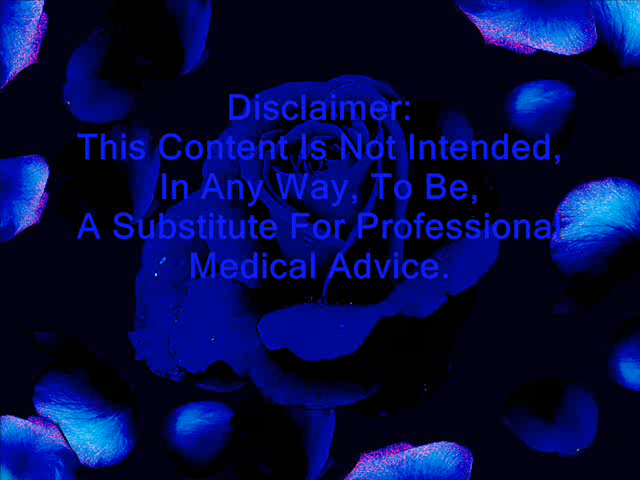 Disclaimer:
This Content Is Not Intended,
In Any Way, To Be,
A Substitute For Professional
Medical Advice.